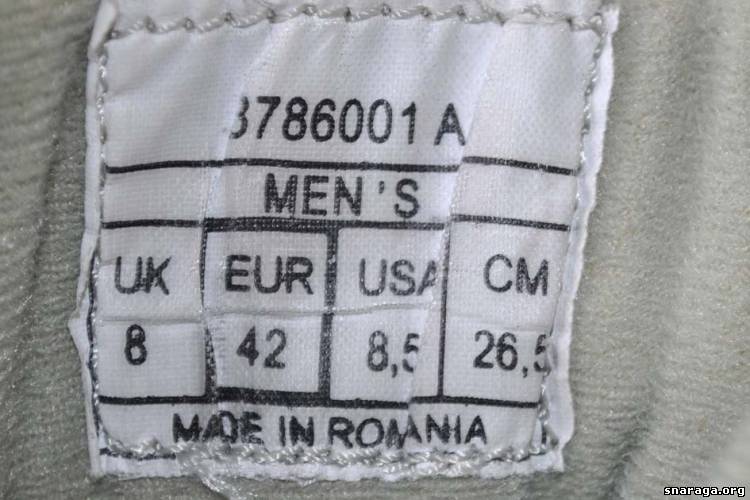 3786001 A
MEN'S
UK EUR USA CM
8 42 8,5 26,5
MADE IN ROMANIA
snaraga.org